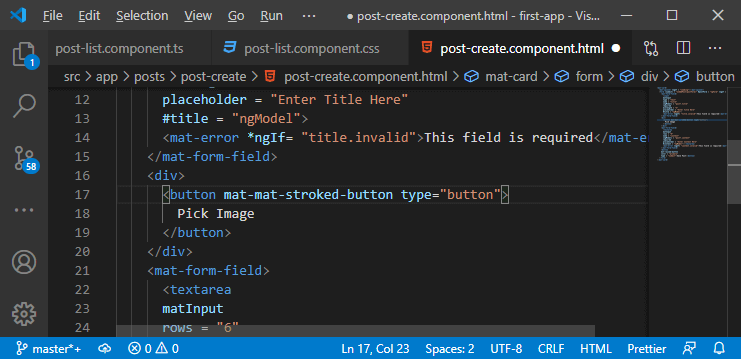 File Edit Selection View Go Run ··· post-create.component.html - first-app - Vis...
post-list.component.ts post-list.component.css post-create.component.html ● ···
src > app > posts > post-create > post-create.component.html > mat-card > form > div > button
12 placeholder = "Enter Title Here"
13 #title = "ngModel">
14 <mat-error *ngIf= "title.invalid">This field is required</mat-e
15 </mat-form-field>
16 <div>
17 <button mat-mat-stroked-button type="button">
18 Pick Image
19 </button>
20 </div>
21 <mat-form-field>
22 <textarea
23 matInput
24 rows = "6"
1
58
master*+ 0 0 Ln 17, Col 23 Spaces: 2 UTF-8 CRLF HTML Prettier